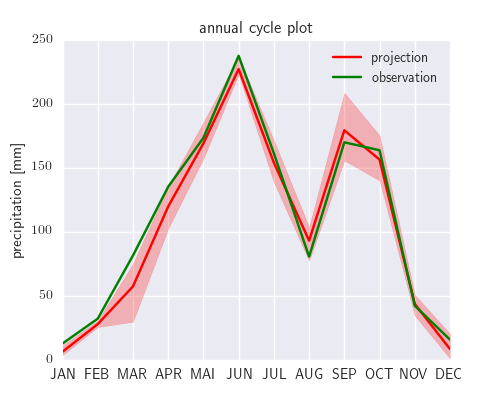 annual cycle plot
projection
observation
precipitation [mm]
250
200
150
100
50
0
JAN FEB MAR APR MAI JUN JUL AUG SEP OCT NOV DEC